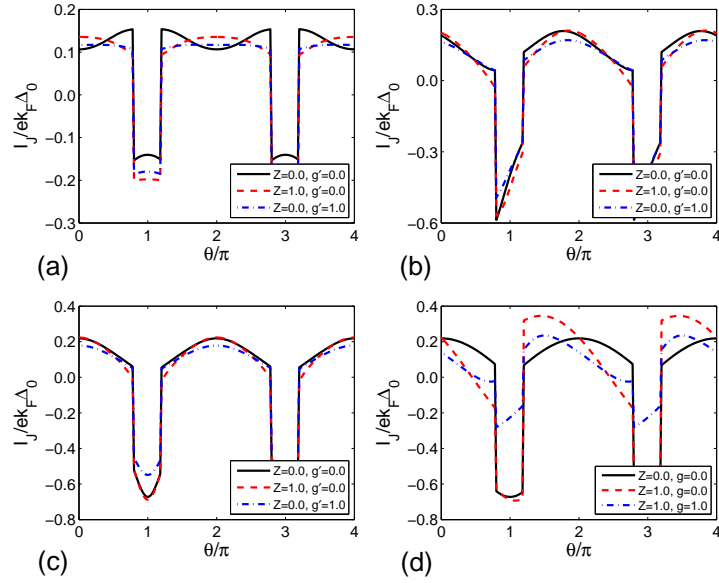 I_J/ek_FΔ_0
0.2
0.1
0.0
−0.1
−0.2
−0.3
0 1 2 3 4
θ/π
Z=0.0, g′=0.0
Z=1.0, g′=0.0
Z=0.0, g′=1.0
(a)
I_J/ek_FΔ_0
0.3
0.0
−0.3
−0.6
0 1 2 3 4
θ/π
Z=0.0, g′=0.0
Z=1.0, g′=0.0
Z=0.0, g′=1.0
(b)
I_J/ek_FΔ_0
0.4
0.2
0.0
−0.2
−0.4
−0.6
−0.8
0 1 2 3 4
θ/π
Z=0.0, g′=0.0
Z=1.0, g′=0.0
Z=0.0, g′=1.0
(c)
I_J/ek_FΔ_0
0.4
0.2
0.0
−0.2
−0.4
−0.6
−0.8
0 1 2 3 4
θ/π
Z=0.0, g=0.0
Z=1.0, g=0.0
Z=1.0, g=1.0
(d)